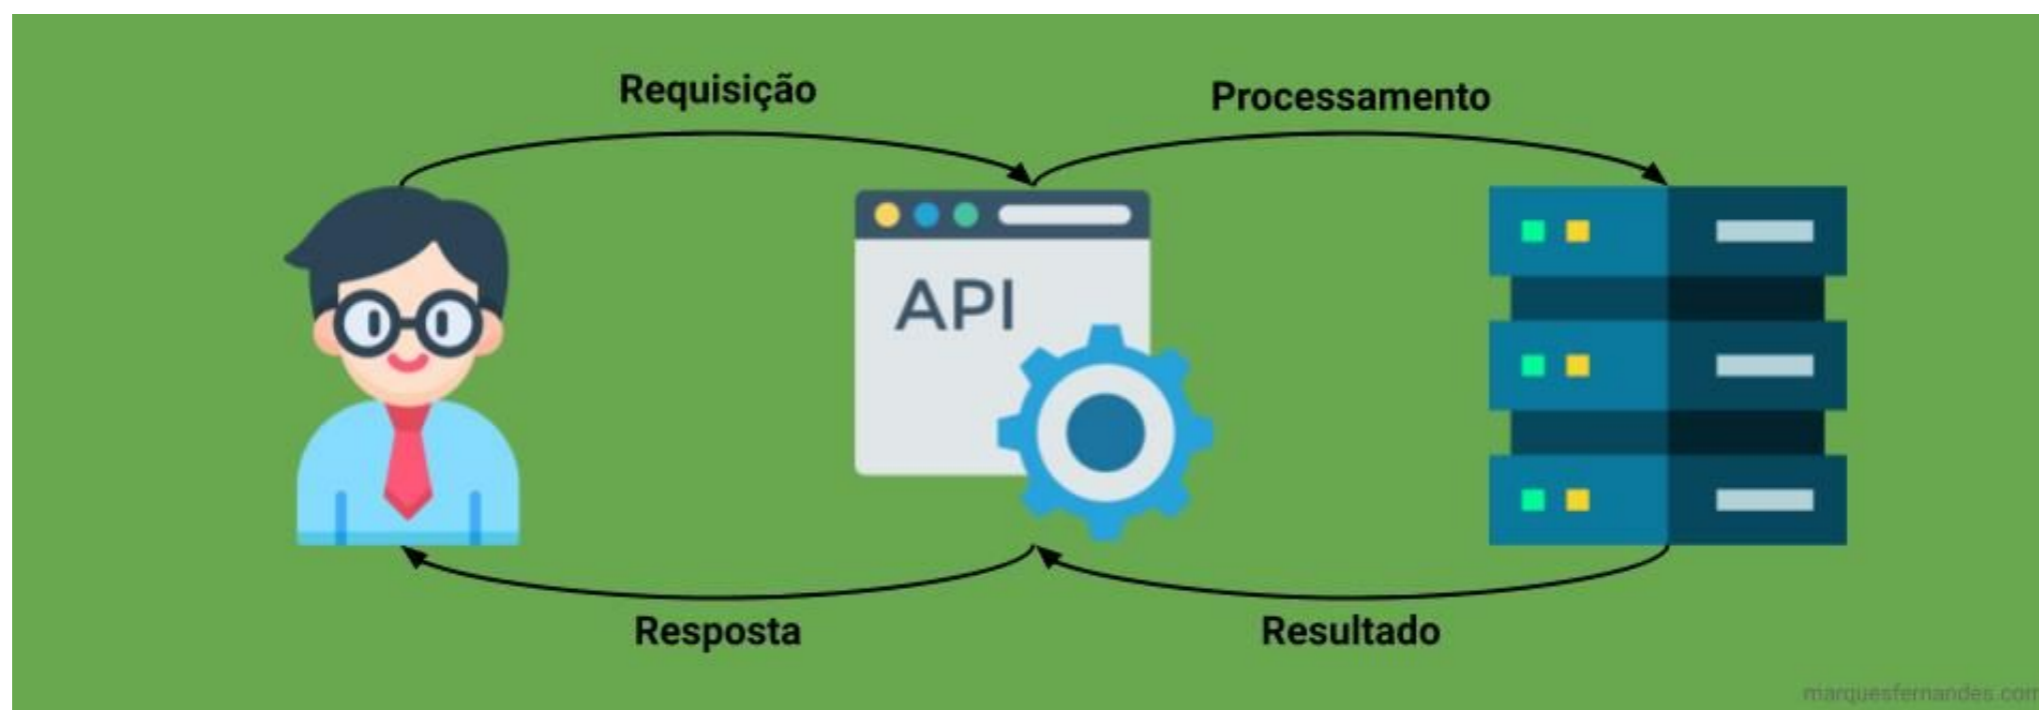 Requisição
Processamento
API
Resposta
Resultado
marquesfernandes.com